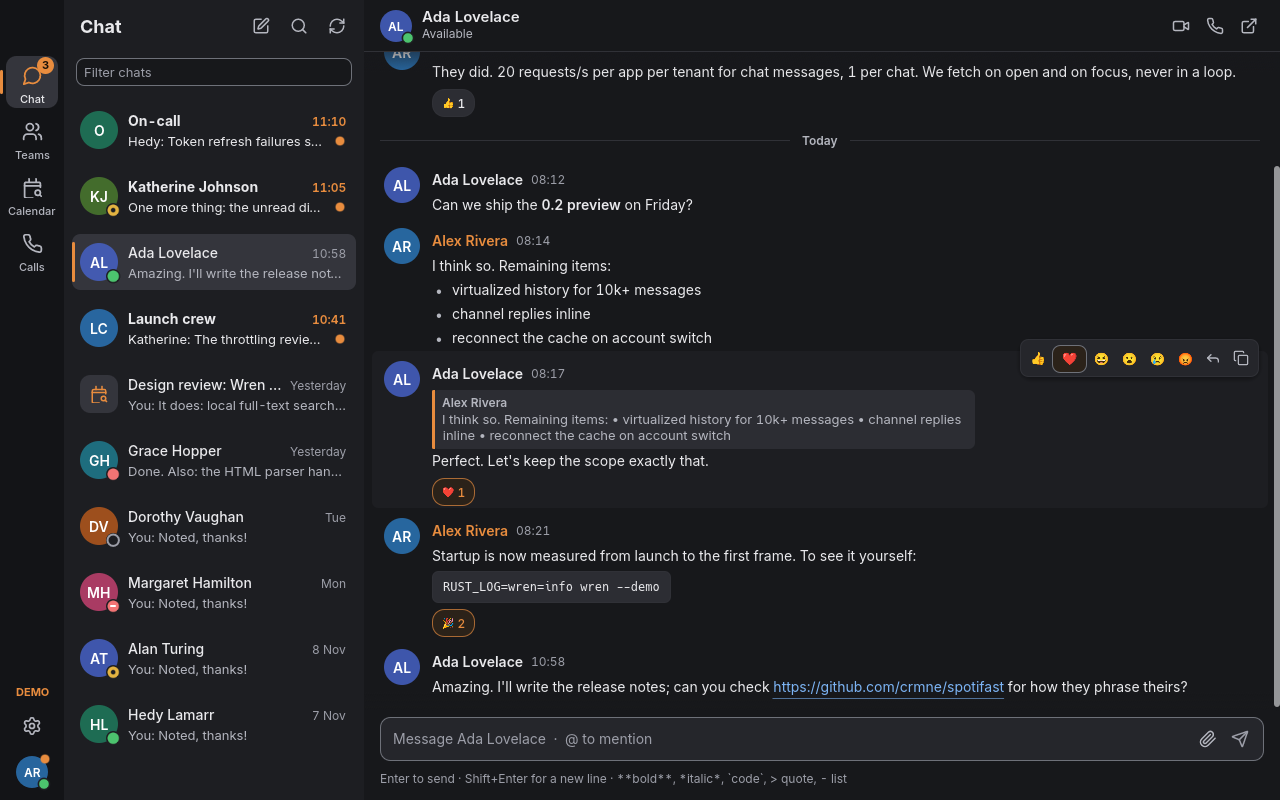 3
Chat
Teams
Calendar
Calls
DEMO
AR
Chat
Filter chats
O
On-call
11:10
Hedy: Token refresh failures s...
KJ
Katherine Johnson
11:05
One more thing: the unread di...
AL
Ada Lovelace
10:58
Amazing. I'll write the release not...
LC
Launch crew
10:41
Katherine: The throttling revie...
Design review: Wren ...
Yesterday
You: It does: local full-text search...
GH
Grace Hopper
Yesterday
Done. Also: the HTML parser han...
DV
Dorothy Vaughan
Tue
You: Noted, thanks!
MH
Margaret Hamilton
Mon
You: Noted, thanks!
AT
Alan Turing
8 Nov
You: Noted, thanks!
HL
Hedy Lamarr
7 Nov
You: Noted, thanks!
AL
Ada Lovelace
Available
AR
They did. 20 requests/s per app per tenant for chat messages, 1 per chat. We fetch on open and on focus, never in a loop.
👍 1
Today
AL
Ada Lovelace 08:12
Can we ship the 0.2 preview on Friday?
AR
Alex Rivera 08:14
I think so. Remaining items:
• virtualized history for 10k+ messages
• channel replies inline
• reconnect the cache on account switch
AL
Ada Lovelace 08:17
Alex Rivera
I think so. Remaining items: • virtualized history for 10k+ messages • channel replies
inline • reconnect the cache on account switch
Perfect. Let's keep the scope exactly that.
❤️ 1
AR
Alex Rivera 08:21
Startup is now measured from launch to the first frame. To see it yourself:
RUST_LOG=wren=info wren --demo
🎉 2
AL
Ada Lovelace 10:58
Amazing. I'll write the release notes; can you check https://github.com/crmne/spotifast for how they phrase theirs?
Message Ada Lovelace · @ to mention
Enter to send · Shift+Enter for a new line · **bold**, *italic*, `code`, > quote, - list